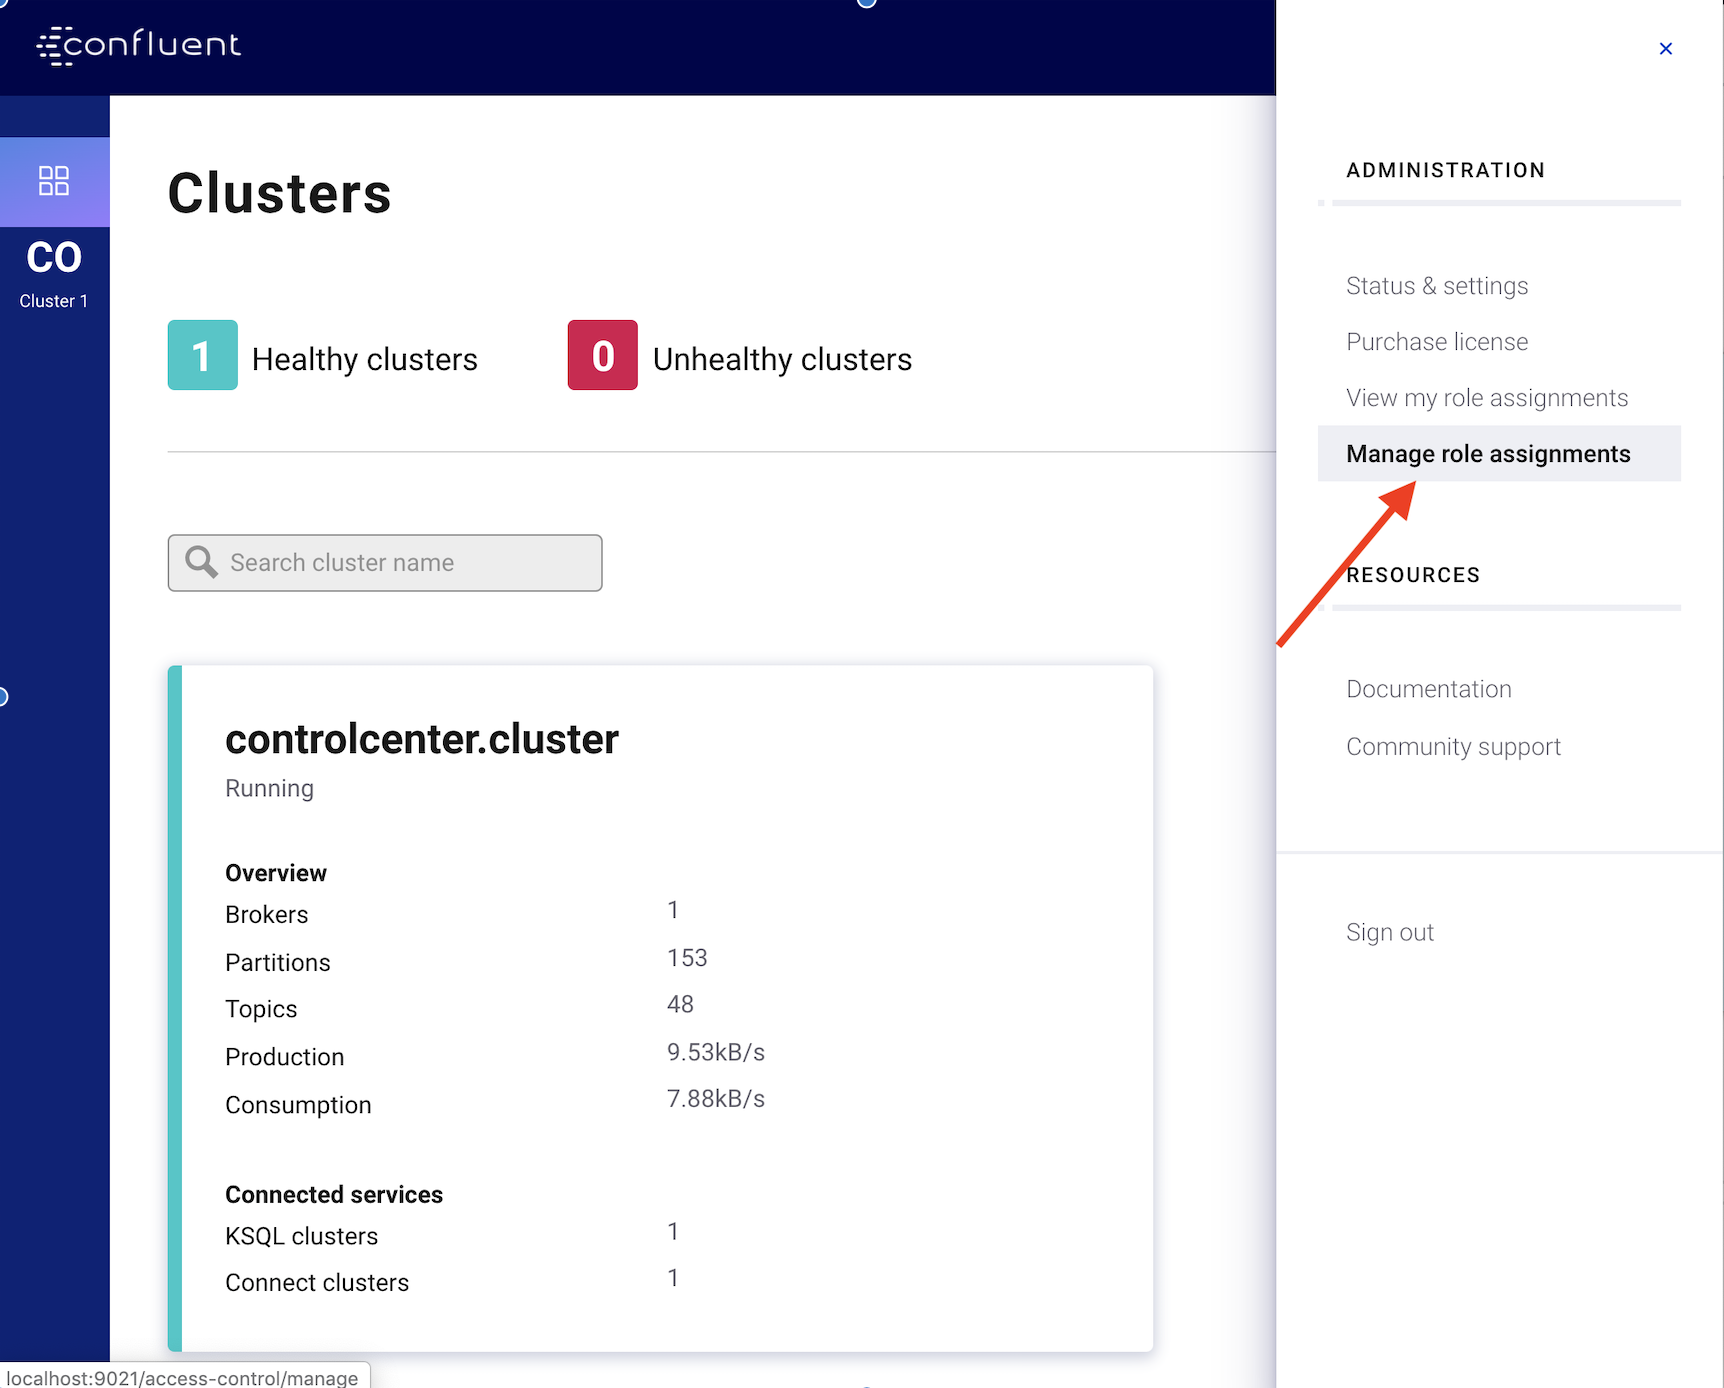 confluent
CO
Cluster 1
Clusters
1 Healthy clusters
0 Unhealthy clusters
Search cluster name
controlcenter.cluster
Running
Overview
Brokers 1
Partitions 153
Topics 48
Production 9.53kB/s
Consumption 7.88kB/s
Connected services
KSQL clusters 1
Connect clusters 1
localhost:9021/access-control/manage
ADMINISTRATION
Status & settings
Purchase license
View my role assignments
Manage role assignments
RESOURCES
Documentation
Community support
Sign out